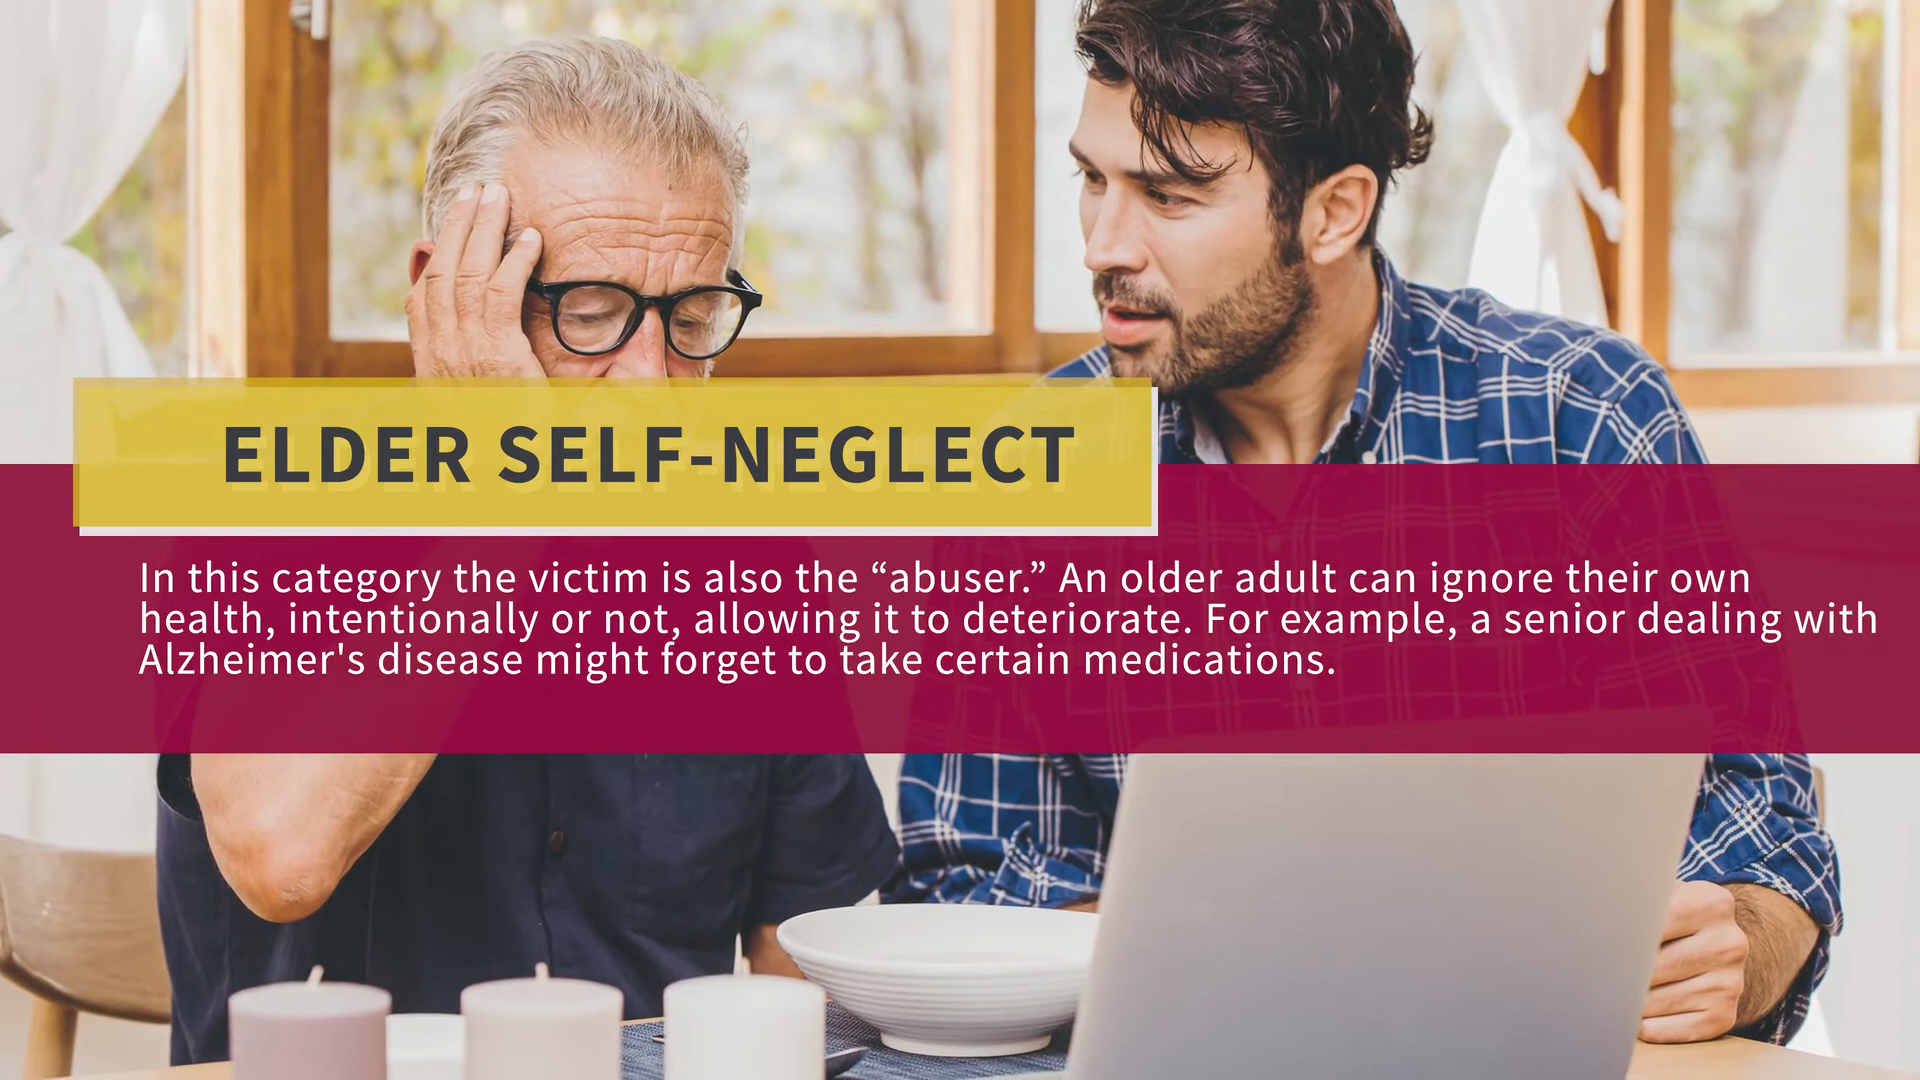 ELDER SELF-NEGLECT
In this category the victim is also the “abuser.” An older adult can ignore their own
health, intentionally or not, allowing it to deteriorate. For example, a senior dealing with
Alzheimer's disease might forget to take certain medications.